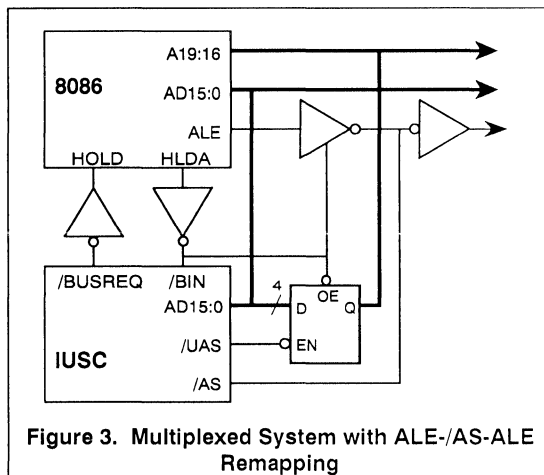 A19:16
8086
AD15:0
ALE
HOLD HLDA
/BUSREQ /BIN
AD15:0
4
D OE Q
/UAS
EN
IUSC
/AS
Figure 3. Multiplexed System with ALE-/AS-ALE
Remapping